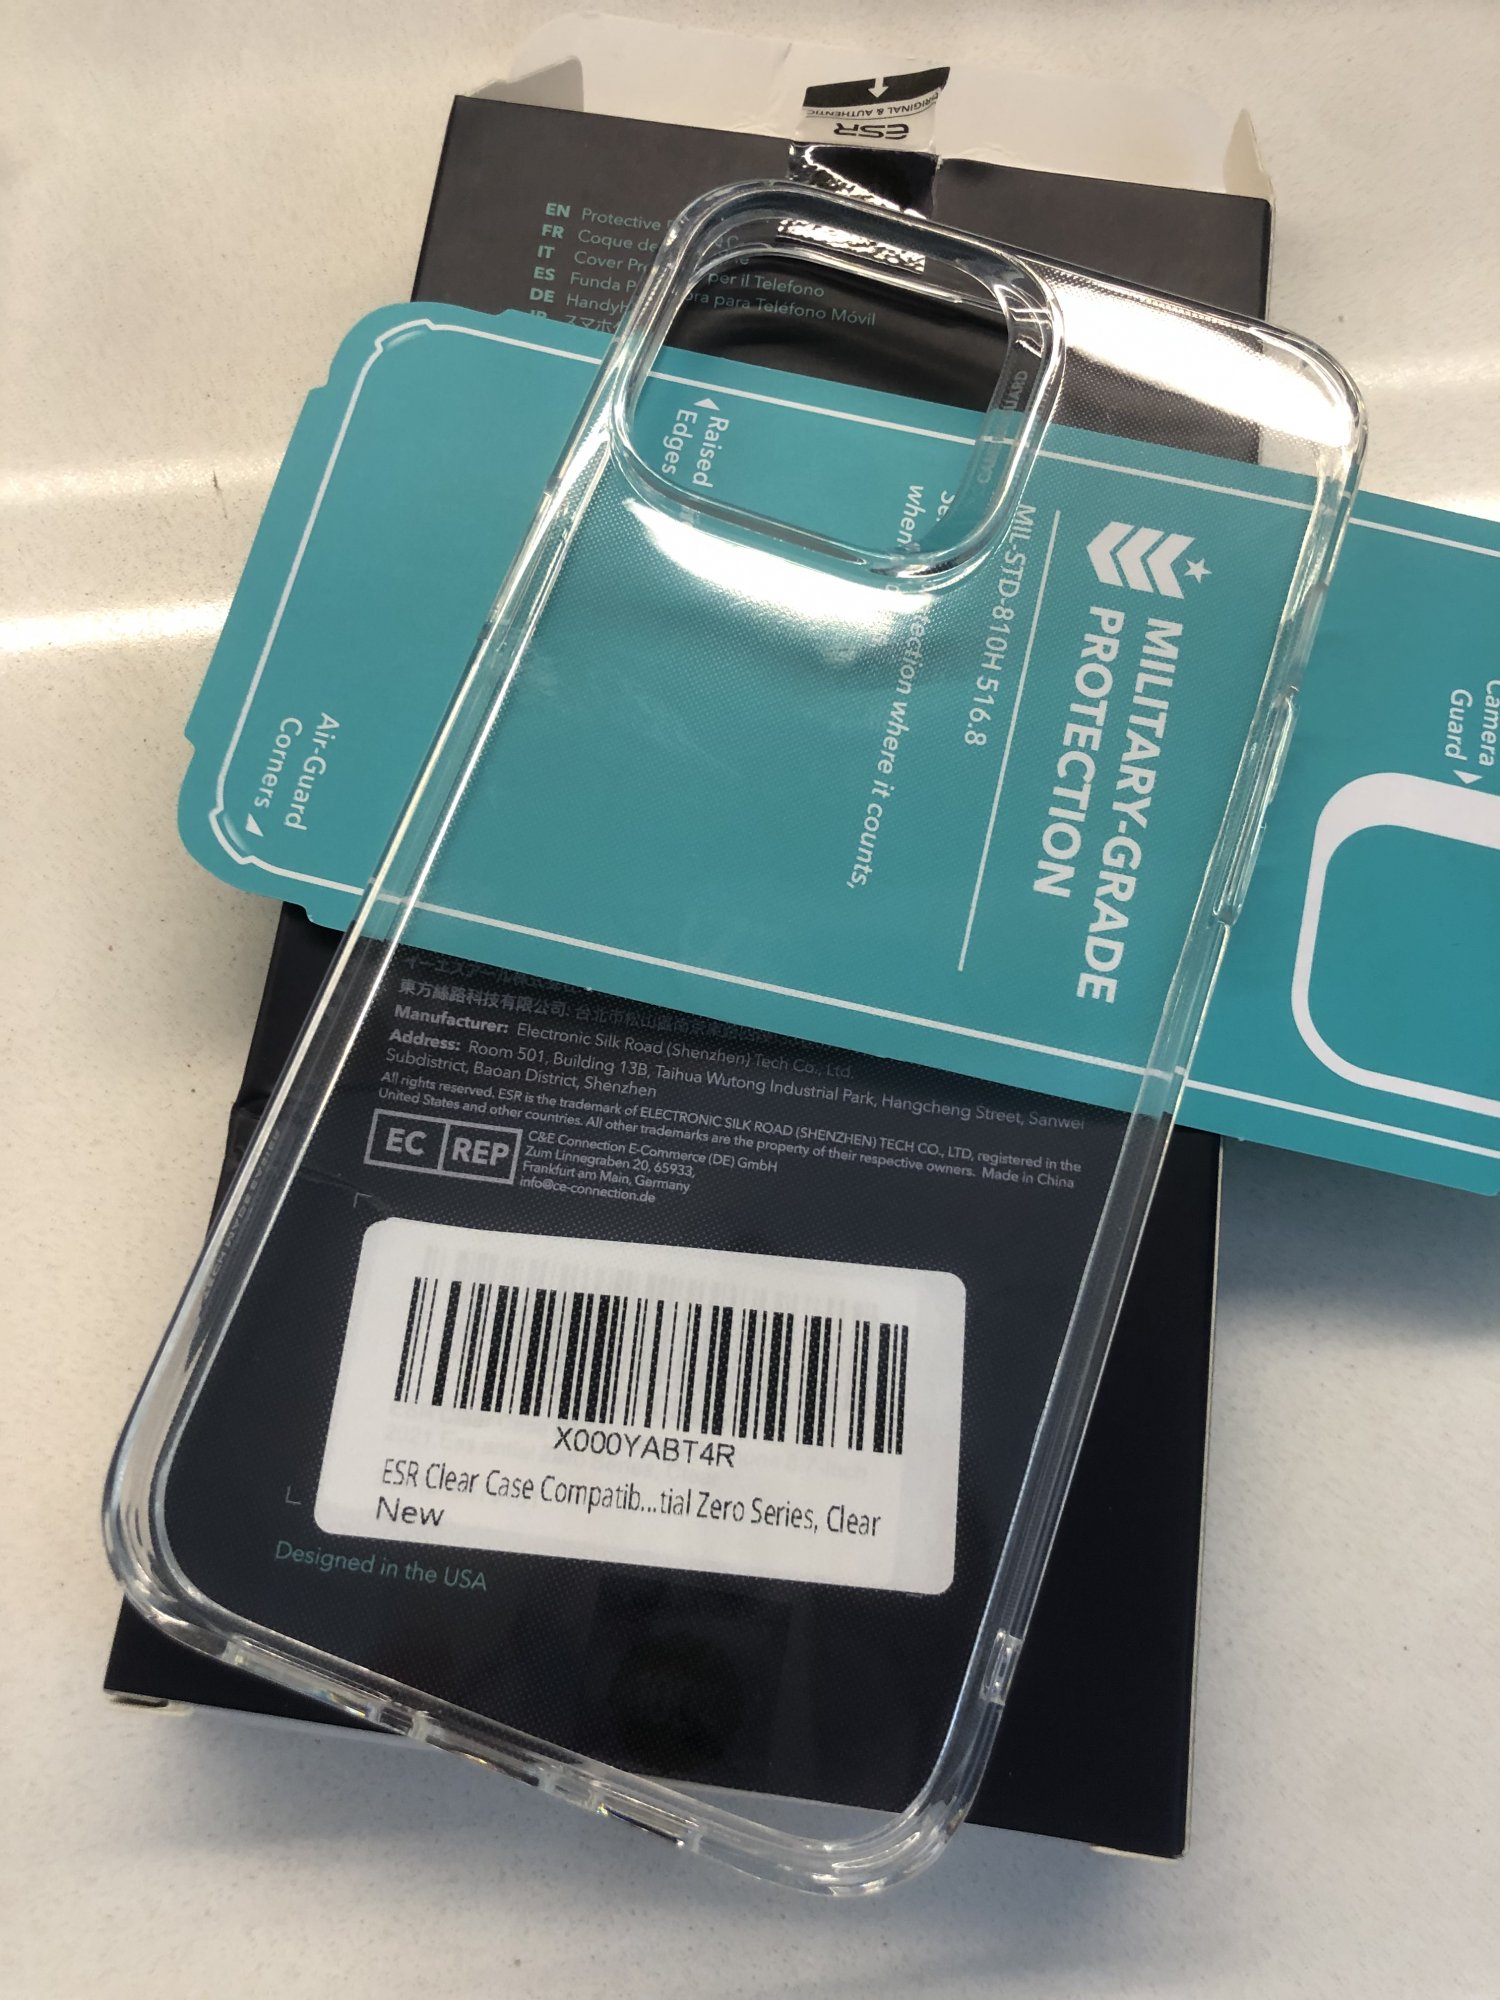 ORIGINAL & AUTHENTIC
ESR
EN Protective
FR Coque de
IT Cover per il Telefono
ES Funda para Teléfono Móvil
DE
Raised
Edges
GUARD
MILITARY-GRADE
PROTECTION
MIL-STD-810H 516.8
where it counts,
when
Camera
Guard
Air-Guard
Corners
東方絲路科技有限公司:
Manufacturer: Electronic Silk Road (Shenzhen) Tech Co., Ltd.
Address: Room 501, Building 13B, Taihua Wutong Industrial Park, Hangcheng Street, Sanwei
Subdistrict, Baoan District, Shenzhen
All rights reserved. ESR is the trademark of ELECTRONIC SILK ROAD (SHENZHEN) TECH CO., LTD, registered in the
United States and other countries. All other trademarks are the property of their respective owners. Made in China
EC REP
C&E Connection E-Commerce (DE) GmbH
Zum Linnegraben 20, 65933,
Frankfurt am Main, Germany
info@ce-connection.de
X000YABT4R
ESR Clear Case Compatib...tial Zero Series, Clear
New
Designed in the USA